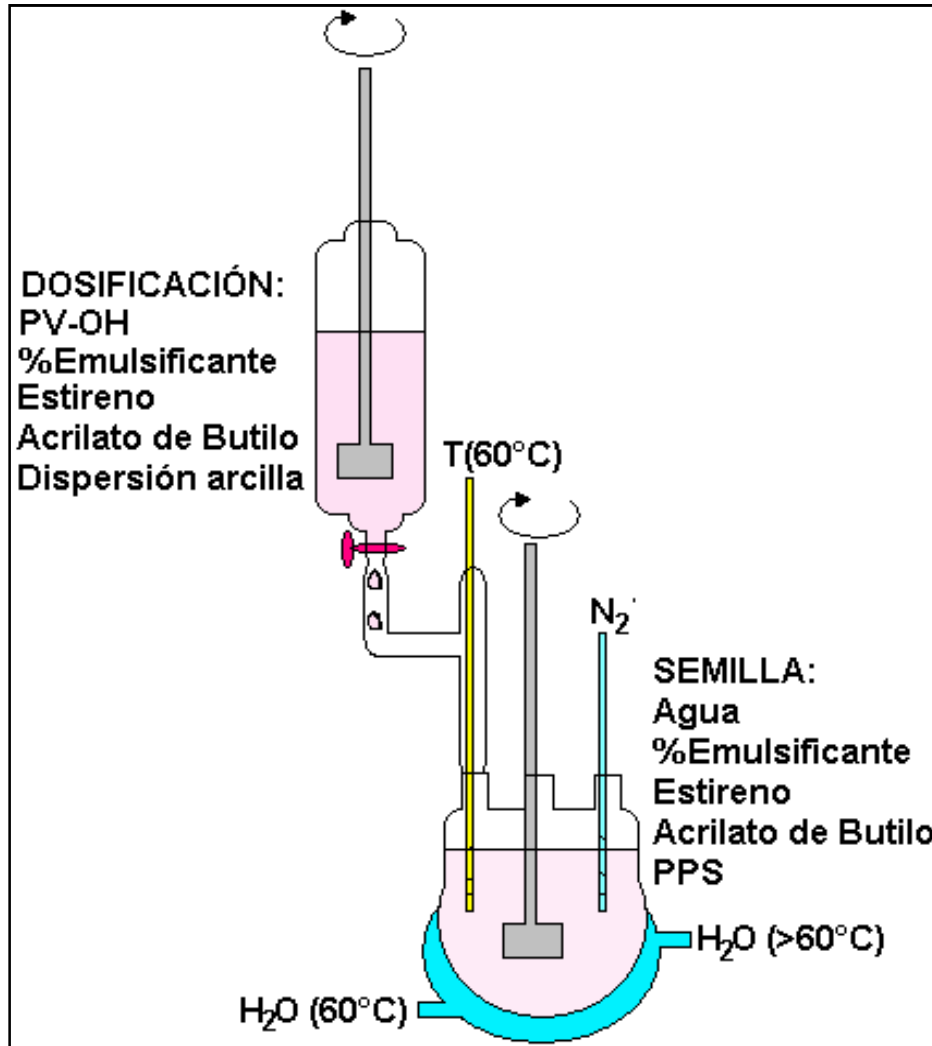 DOSIFICACIÓN:
PV-OH
%Emulsificante
Estireno
Acrilato de Butilo
Dispersión arcilla
T(60°C)
N₂
SEMILLA:
Agua
%Emulsificante
Estireno
Acrilato de Butilo
PPS
H₂O (>60°C)
H₂O (60°C)